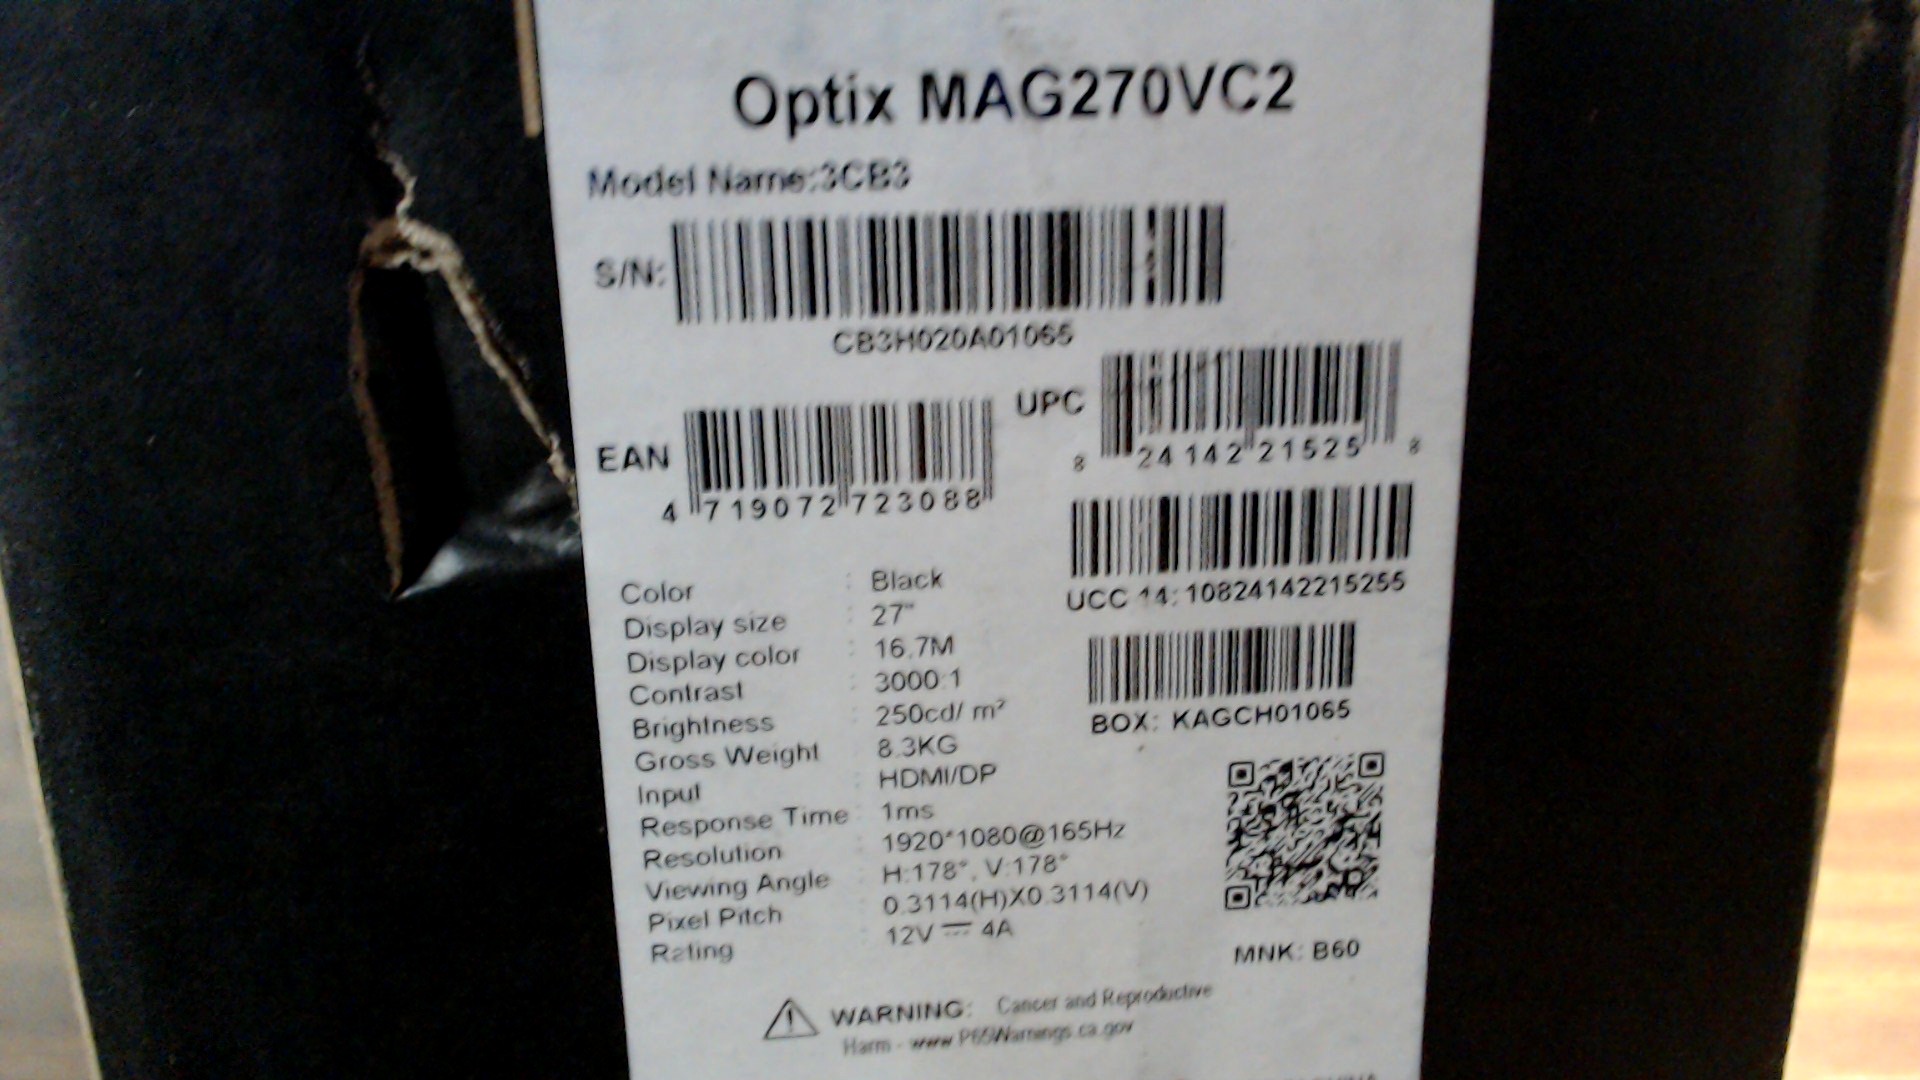 Optix MAG270VC2
Model Name:3CB3
S/N:
CB3H020A01065
EAN
4 719072 723088
UPC
8 24142 21525 8
UCC 14: 10824142215255
BOX: KAGCH01065
Color : Black
Display size : 27"
Display color : 16.7M
Contrast : 3000:1
Brightness : 250cd/ m²
Gross Weight : 8.3KG
Input : HDMI/DP
Response Time : 1ms
Resolution : 1920*1080@165Hz
Viewing Angle : H:178°, V:178°
Pixel Pitch : 0.3114(H)X0.3114(V)
Rating : 12V ⎓ 4A
MNK: B60
WARNING: Cancer and Reproductive
Harm - www.P65Warnings.ca.gov